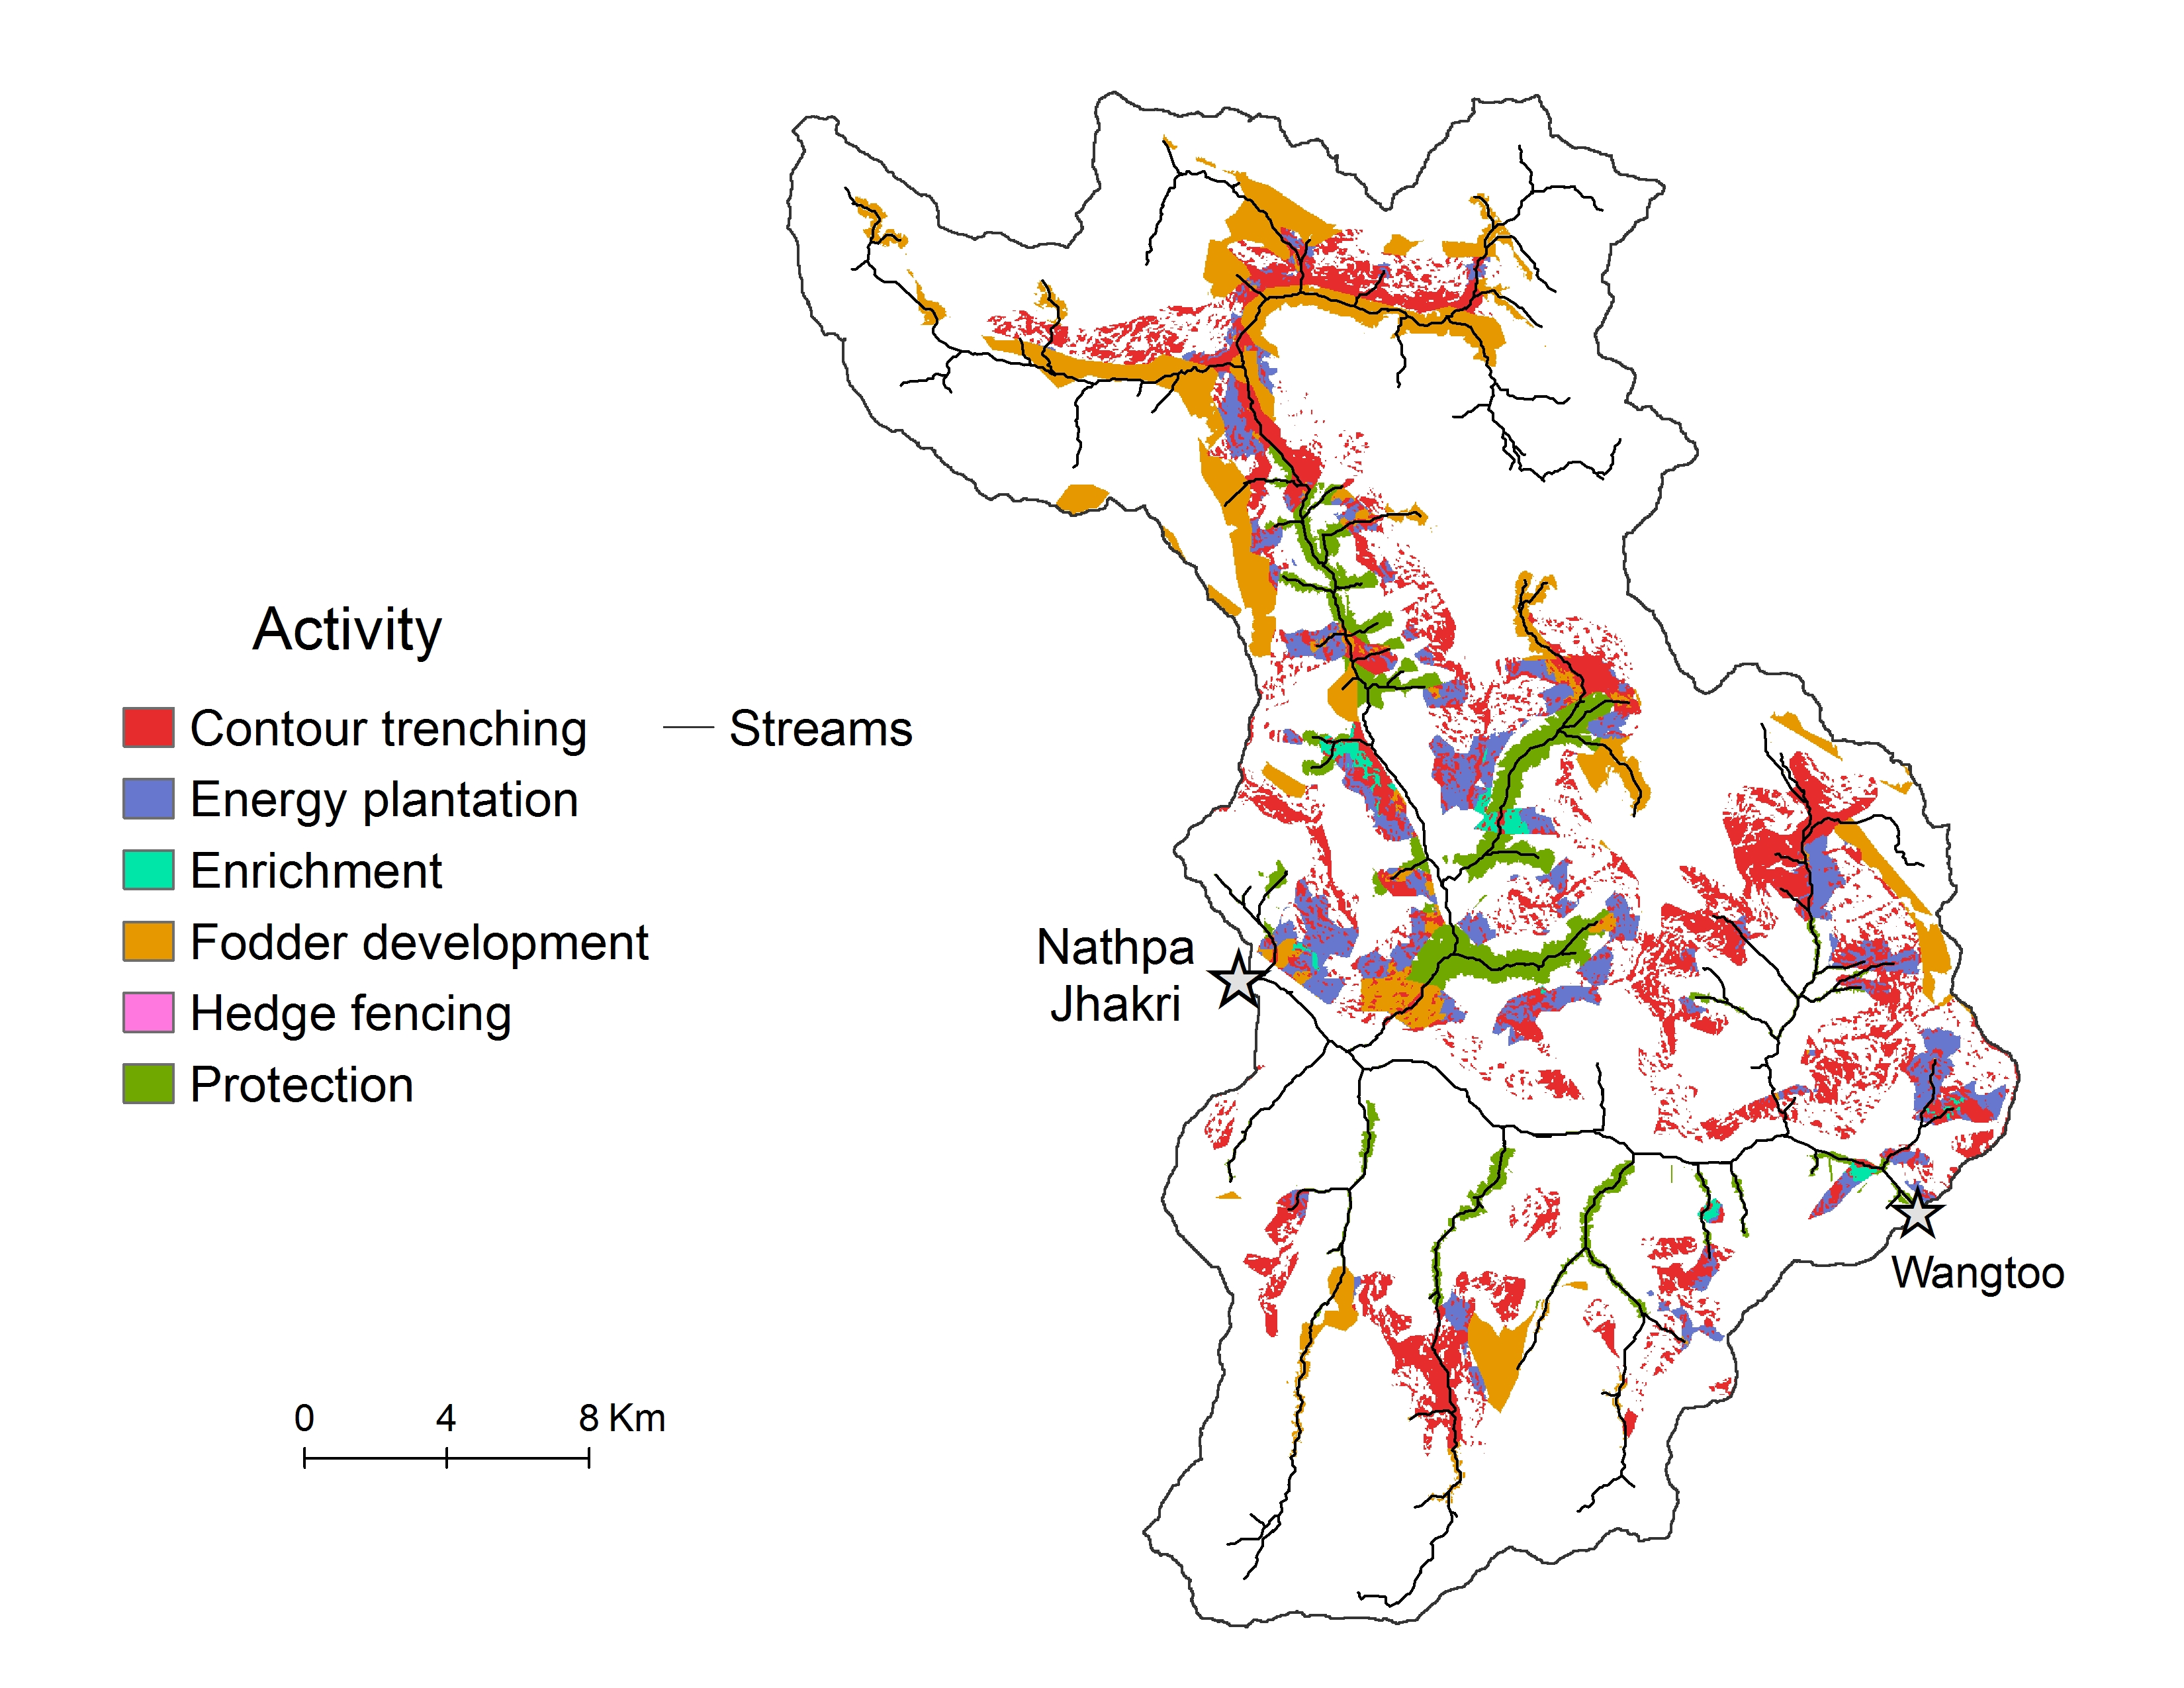 Activity
Contour trenching
Streams
Energy plantation
Enrichment
Fodder development
Hedge fencing
Protection
Nathpa
Jhakri
Wangtoo
0 4 8 Km